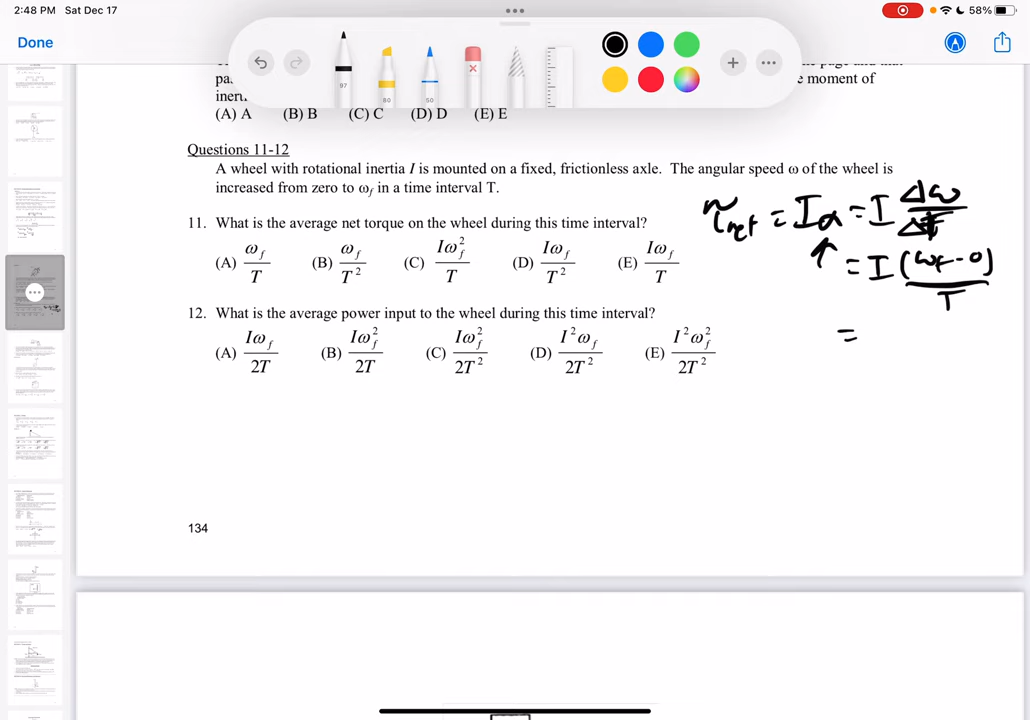 2:48 PM Sat Dec 17
58%
Done
97
80
50
pa
e moment of
iner
(A) A (B) B (C) C (D) D (E) E
Questions 11-12
A wheel with rotational inertia I is mounted on a fixed, frictionless axle. The angular speed ω of the wheel is
increased from zero to ω_f in a time interval T.
11. What is the average net torque on the wheel during this time interval?
(A) ω_f/T (B) ω_f/T² (C) Iω_f²/T (D) Iω_f/T² (E) Iω_f/T
12. What is the average power input to the wheel during this time interval?
(A) Iω_f/2T (B) Iω_f²/2T (C) Iω_f²/2T² (D) I²ω_f/2T² (E) I²ω_f²/2T²
τ_net = Iα = I Δω/Δt
= I (ω_f - 0)/T
=
134